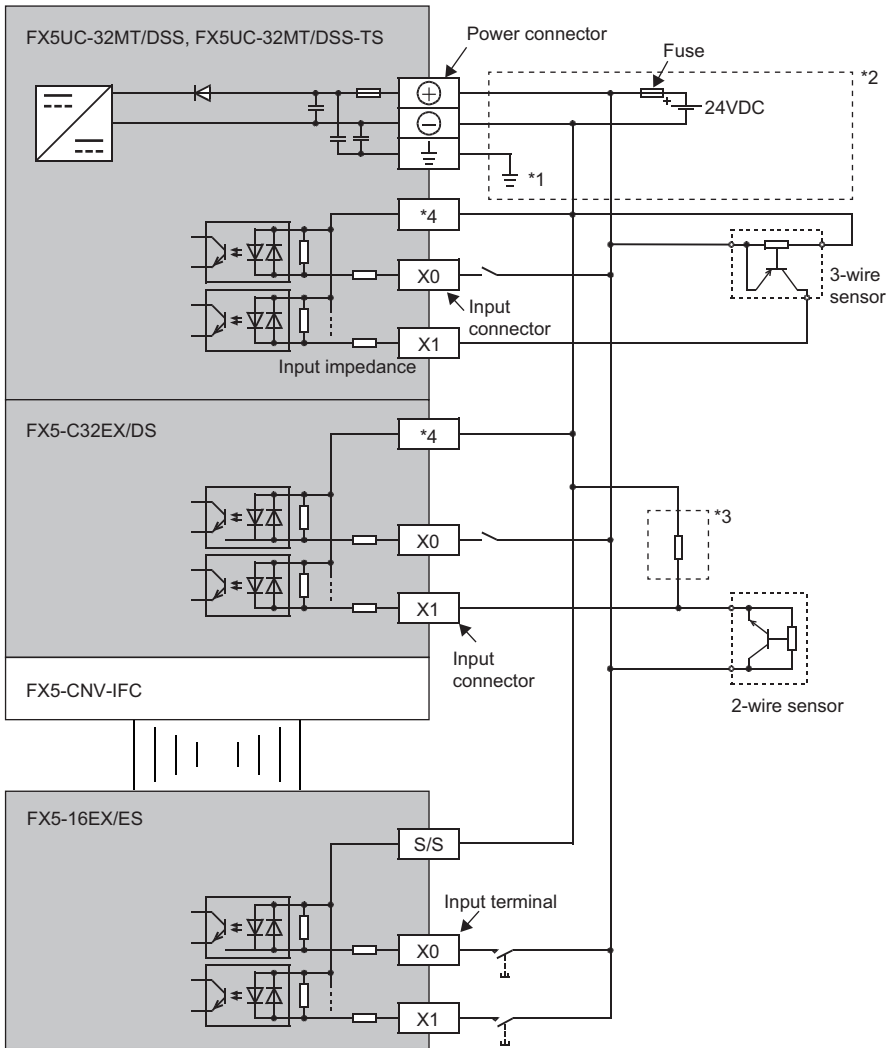 FX5UC-32MT/DSS, FX5UC-32MT/DSS-TS
Power connector
Fuse
*2
+
24VDC
*1
*4
X0
3-wire
sensor
Input
connector
X1
Input impedance
FX5-C32EX/DS
*4
*3
X0
X1
Input
connector
FX5-CNV-IFC
2-wire sensor
FX5-16EX/ES
S/S
Input terminal
X0
X1